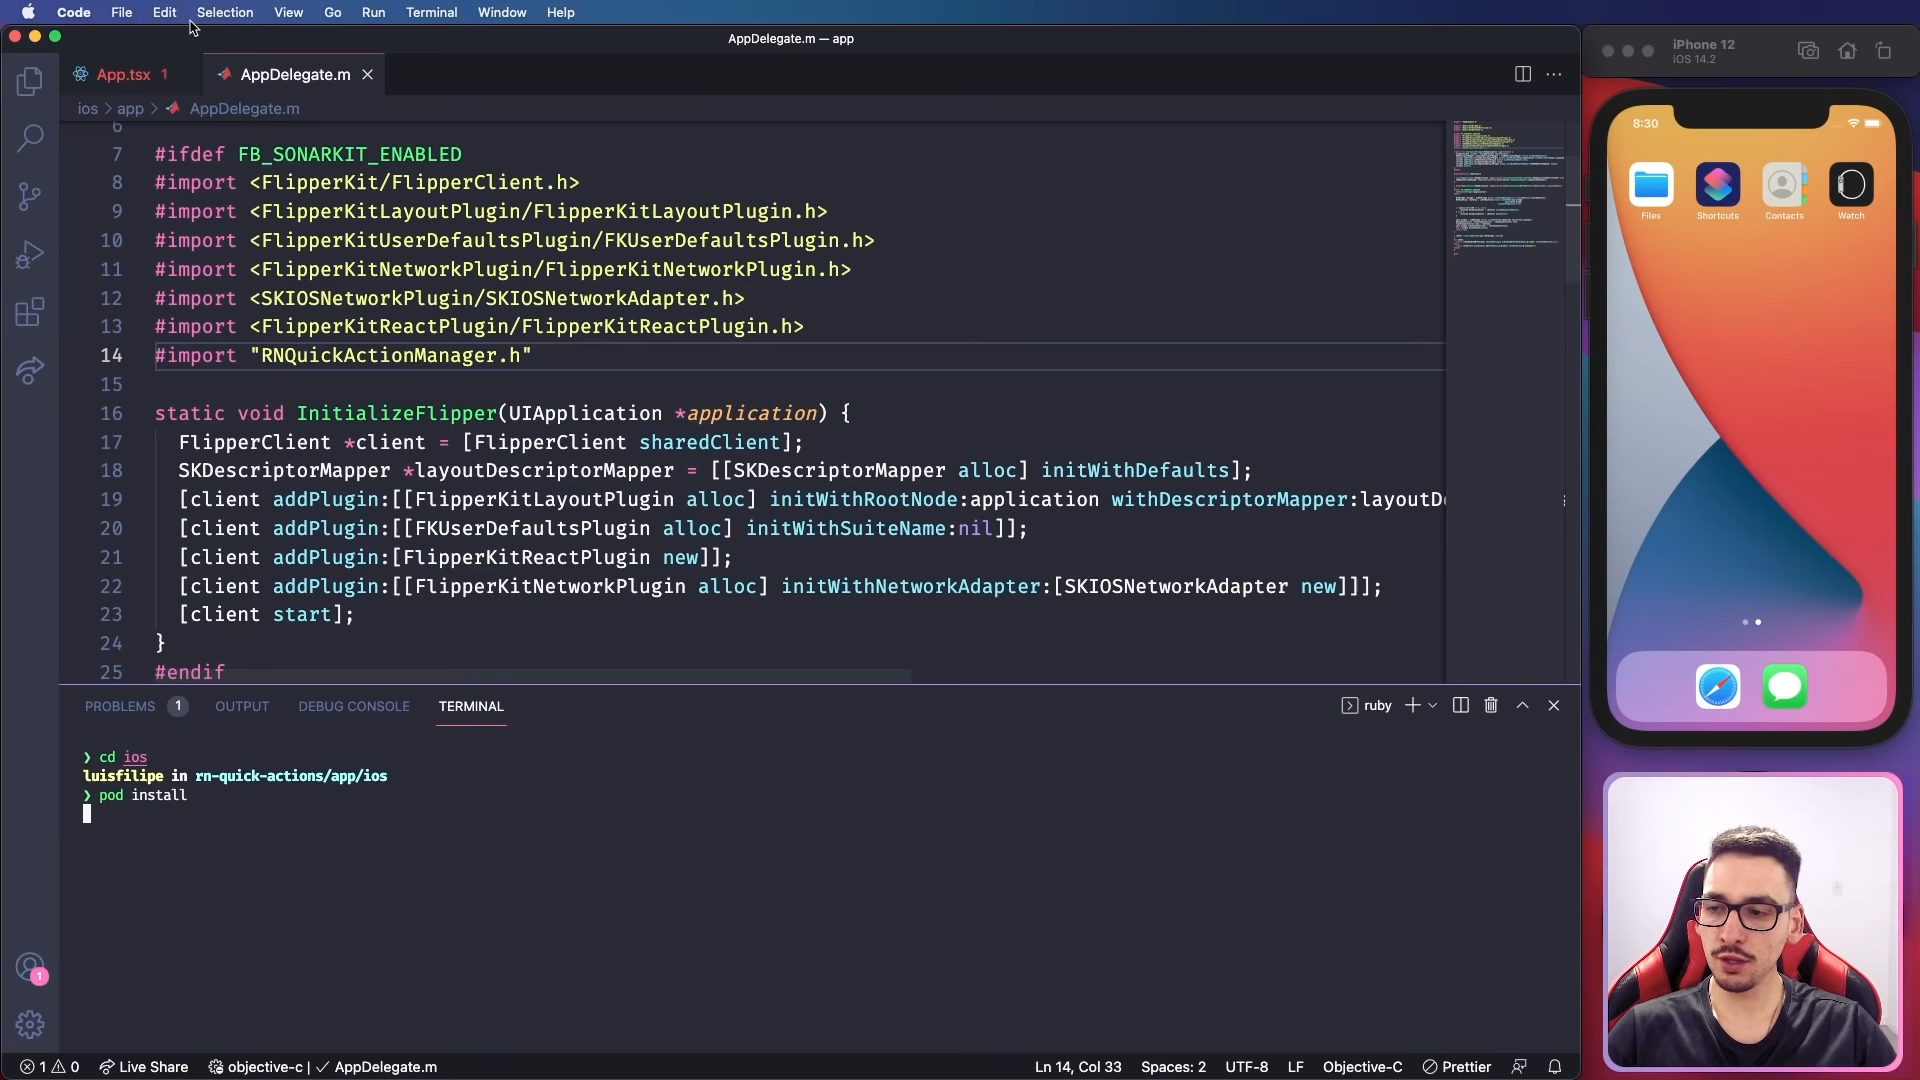 Code File Edit Selection View Go Run Terminal Window Help
AppDelegate.m — app
App.tsx 1 AppDelegate.m
ios > app > AppDelegate.m
6
7 #ifdef FB_SONARKIT_ENABLED
8 #import <FlipperKit/FlipperClient.h>
9 #import <FlipperKitLayoutPlugin/FlipperKitLayoutPlugin.h>
10 #import <FlipperKitUserDefaultsPlugin/FKUserDefaultsPlugin.h>
11 #import <FlipperKitNetworkPlugin/FlipperKitNetworkPlugin.h>
12 #import <SKIOSNetworkPlugin/SKIOSNetworkAdapter.h>
13 #import <FlipperKitReactPlugin/FlipperKitReactPlugin.h>
14 #import "RNQuickActionManager.h"
15
16 static void InitializeFlipper(UIApplication *application) {
17 FlipperClient *client = [FlipperClient sharedClient];
18 SKDescriptorMapper *layoutDescriptorMapper = [[SKDescriptorMapper alloc] initWithDefaults];
19 [client addPlugin:[[FlipperKitLayoutPlugin alloc] initWithRootNode:application withDescriptorMapper:layoutDe
20 [client addPlugin:[[FKUserDefaultsPlugin alloc] initWithSuiteName:nil]];
21 [client addPlugin:[FlipperKitReactPlugin new]];
22 [client addPlugin:[[FlipperKitNetworkPlugin alloc] initWithNetworkAdapter:[SKIOSNetworkAdapter new]]];
23 [client start];
24 }
25 #endif
PROBLEMS 1 OUTPUT DEBUG CONSOLE TERMINAL
ruby
❯ cd ios
luisfilipe in rn-quick-actions/app/ios
❯ pod install
1
1 0 Live Share objective-c | ✓ AppDelegate.m Ln 14, Col 33 Spaces: 2 UTF-8 LF Objective-C Prettier
iPhone 12
iOS 14.2
8:30
Files Shortcuts Contacts Watch